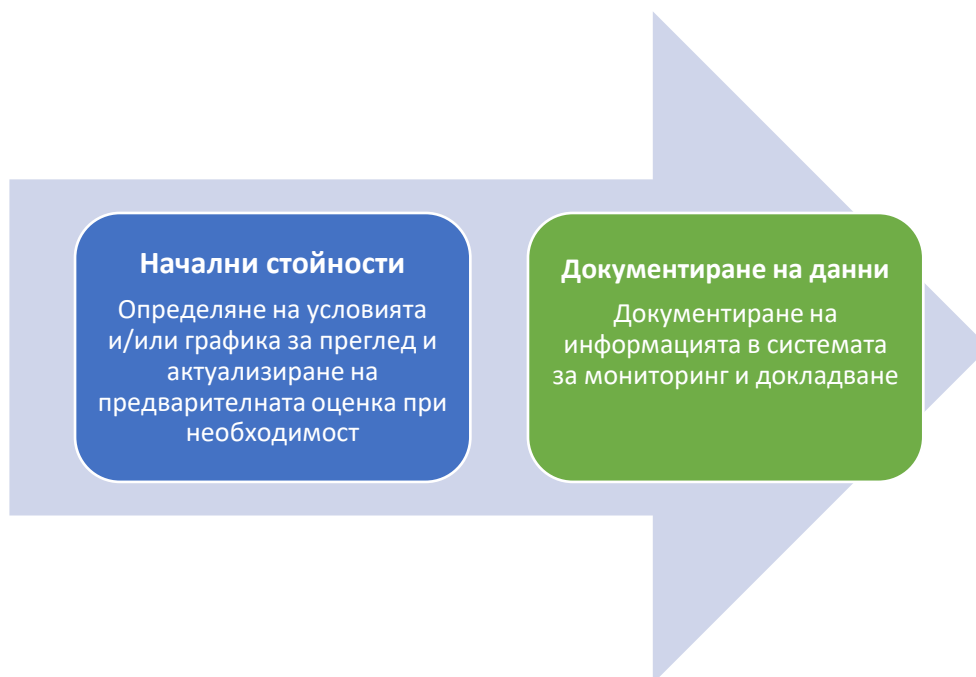 Начални стойности
Определяне на условията
и/или графика за преглед и
актуализиране на
предварителната оценка при
необходимост
Документиране на данни
Документиране на
информацията в системата
за мониторинг и докладване